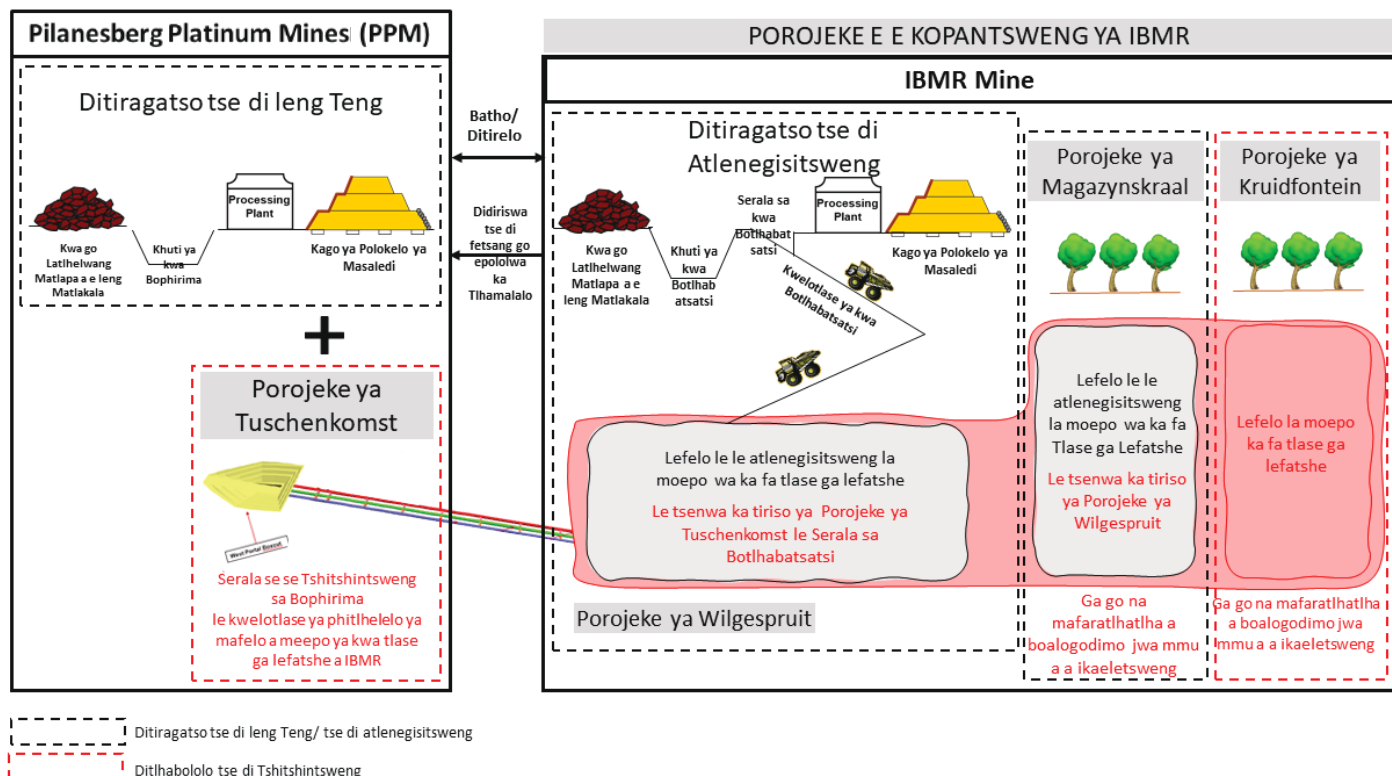 Pilanesberg Platinum Mines (PPM)
Ditiragatso tse di leng Teng
Kwa go
Latlhelwang
Matlapa a e leng
Matlakala
Khuti ya
kwa
Bophirima
Processing
Plant
Kago ya Polokelo ya
Masaledi
Porojeke ya
Tuschenkomst
West Portal Boxcut
Serala se se Tshitshintsweng
sa Bophirima
le kwelotlase ya phitlhelelo ya
mafelo a meepo ya kwa tlase
ga lefatshe a IBMR
Batho/
Ditirelo
Didiriswa
tse di
fetsang go
epololwa
ka
Tlhamalalo
POROJEKE E E KOPANTSWENG YA IBMR
IBMR Mine
Ditiragatso tse di
Atlenegisitsweng
Kwa go
Latlhelwang
Matlapa a e
leng Matlakala
Khuti ya
kwa
Botlhab
atsatsi
Serala sa
kwa
Botlhabat
satsi
Processing
Plant
Kago ya Polokelo ya
Masaledi
Kwelotlase ya kwa
Botlhabatsatsi
Lefelo le le atlenegisitsweng la
moepo wa ka fa tlase ga lefatshe
Le tsenwa ka tiriso ya Porojeke ya
Tuschenkomst le Serala sa
Botlhabatsatsi
Porojeke ya Wilgespruit
Porojeke ya
Magazynskraal
Lefelo le le
atlenegisitsweng
la moepo wa ka fa
Tlase ga Lefatshe
Le tsenwa ka tiriso
ya Porojeke ya
Wilgespruit
Ga go na
mafaratlhatlha a
boalogodimo jwa mmu
a a ikaeletsweng
Porojeke ya
Kruidfontein
Lefelo la moepo
ka fa tlase ga
lefatshe
Ga go na mafaratlhatlha
a boalogodimo jwa
mmu a a ikaeletsweng
Ditiragatso tse di leng Teng/ tse di atlenegisitsweng
Ditlhabololo tse di Tshitshintsweng